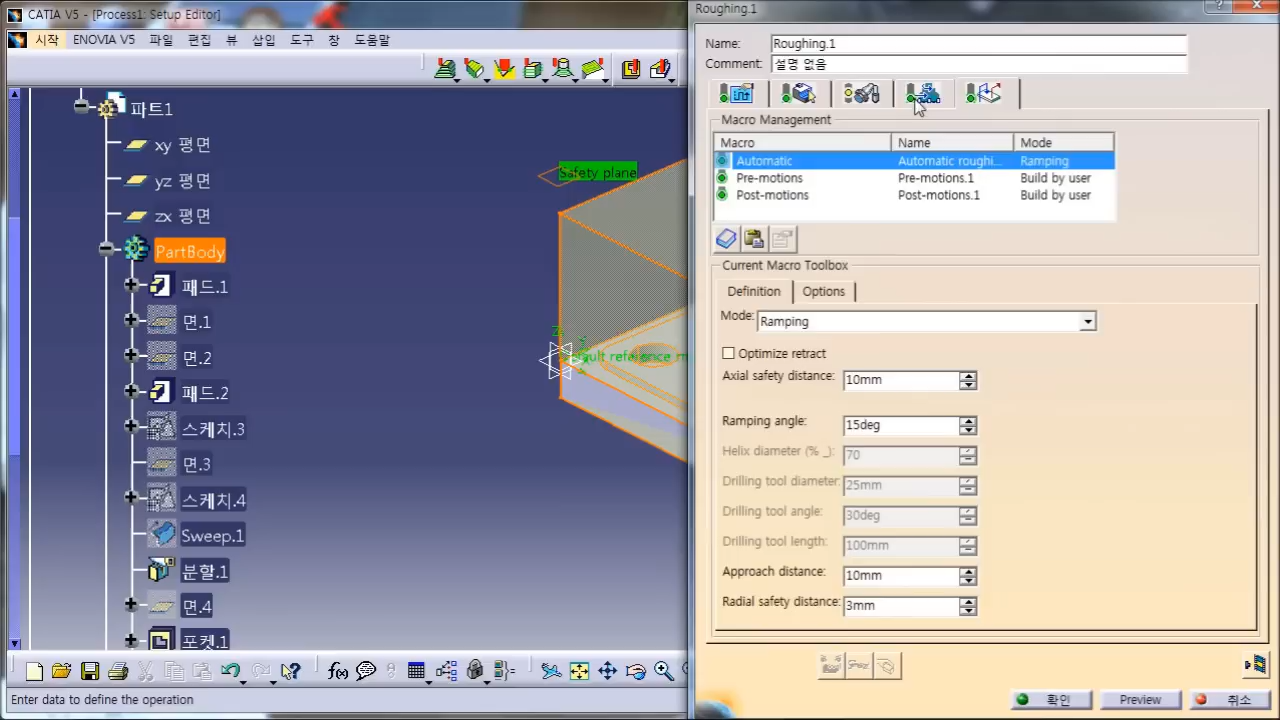 CATIA V5 - [Process1: Setup Editor]
시작 ENOVIA V5 파일 편집 뷰 삽입 도구 창 도움말
파트1
xy 평면
yz 평면
zx 평면
PartBody
패드.1
면.1
면.2
패드.2
스케치.3
면.3
스케치.4
Sweep.1
분할.1
면.4
포켓.1
Safety plane
Z
Enter data to define the operation
Roughing.1
Name: Roughing.1
Comment: 설명 없음
Macro Management
Macro Name Mode
Automatic Automatic roughi... Ramping
Pre-motions Pre-motions.1 Build by user
Post-motions Post-motions.1 Build by user
Current Macro Toolbox
Definition Options
Mode: Ramping
Optimize retract
Axial safety distance: 10mm
Ramping angle: 15deg
Helix diameter (% _): 70
Drilling tool diameter: 25mm
Drilling tool angle: 30deg
Drilling tool length: 100mm
Approach distance: 10mm
Radial safety distance: 3mm
확인 Preview 취소